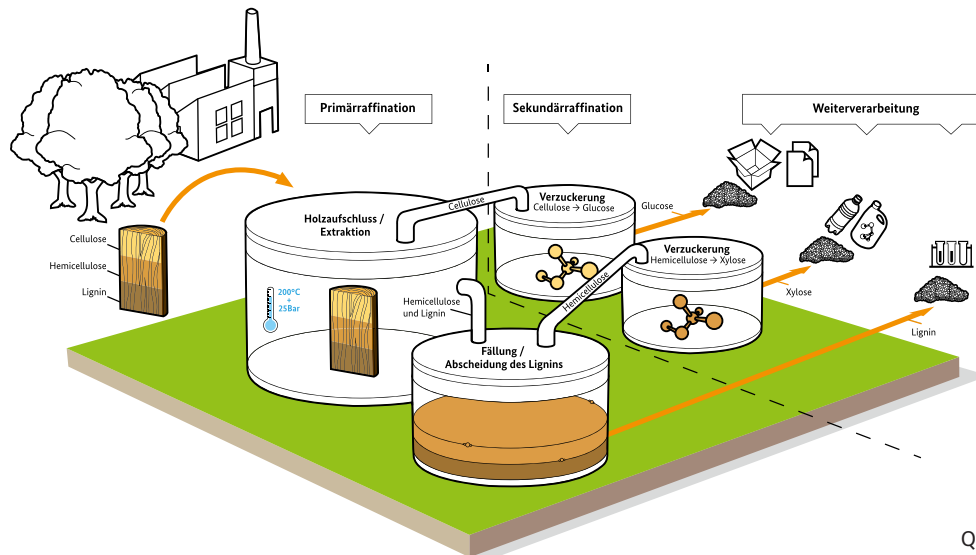 Primärraffination
Sekundärraffination
Weiterverarbeitung
Cellulose
Hemicellulose
Lignin
Holzaufschluss /
Extraktion
200°C
+
25Bar
Cellulose
Hemicellulose
und Lignin
Fällung /
Abscheidung des Lignins
Hemicellulose
Verzuckerung
Cellulose → Glucose
Verzuckerung
Hemicellulose → Xylose
Glucose
Xylose
Lignin
Q